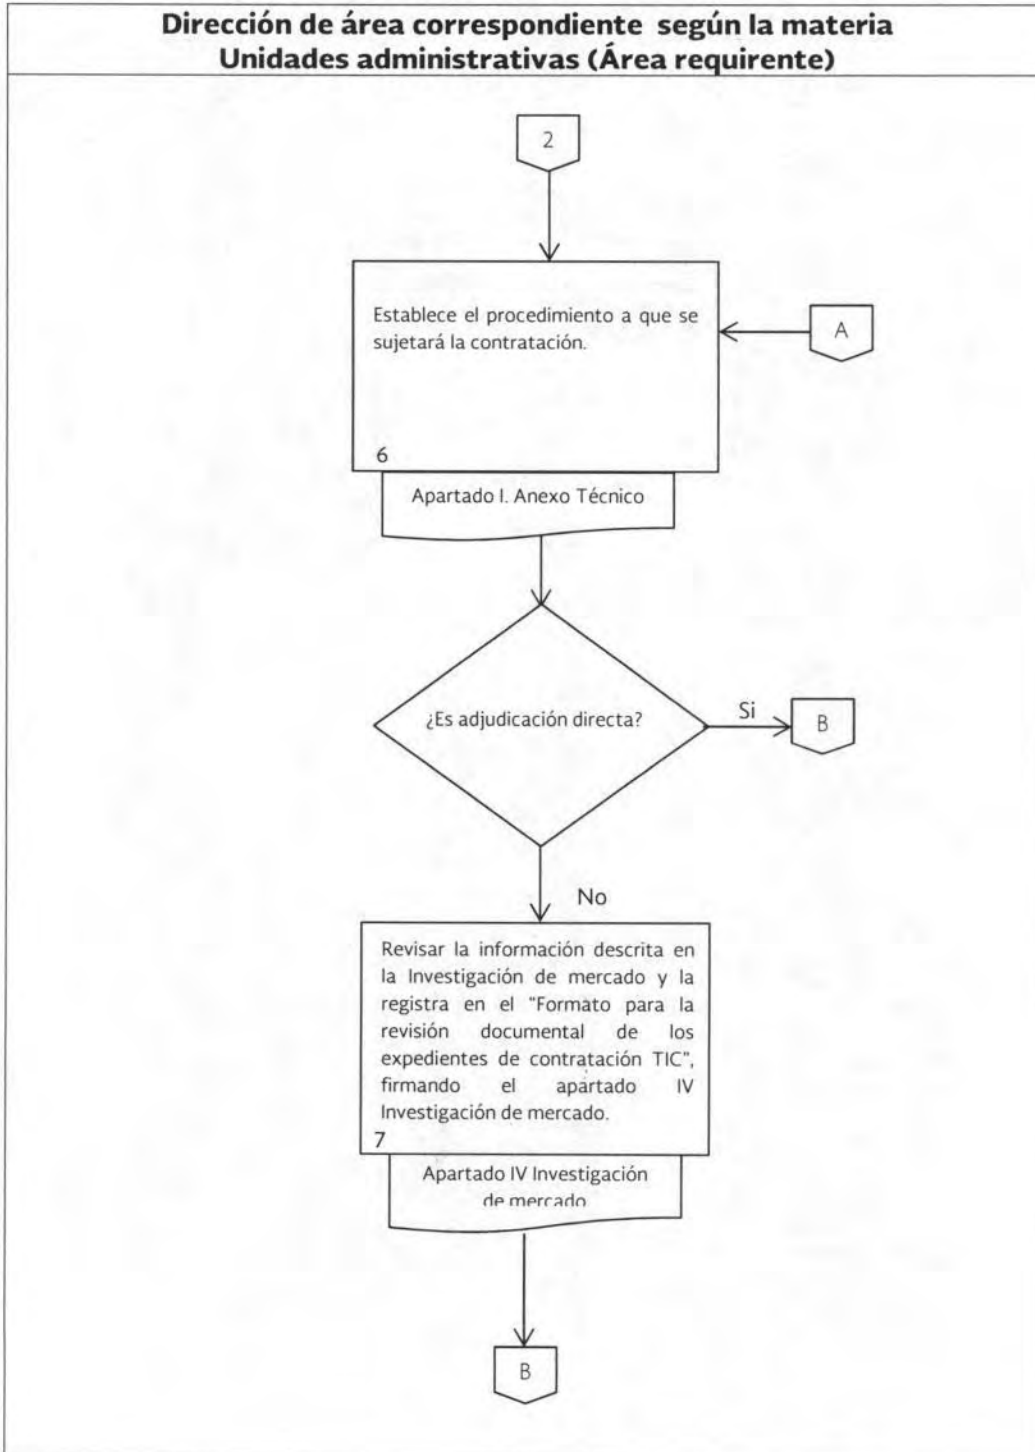 Dirección de área correspondiente según la materia
Unidades administrativas (Área requirente)
2
Establece el procedimiento a que se
sujetará la contratación.
A
6
Apartado I. Anexo Técnico
¿Es adjudicación directa?
Si
B
No
Revisar la información descrita en
la Investigación de mercado y la
registra en el "Formato para la
revisión documental de los
expedientes de contratación TIC",
firmando el apartado IV
Investigación de mercado.
7
Apartado IV Investigación
de mercado
B